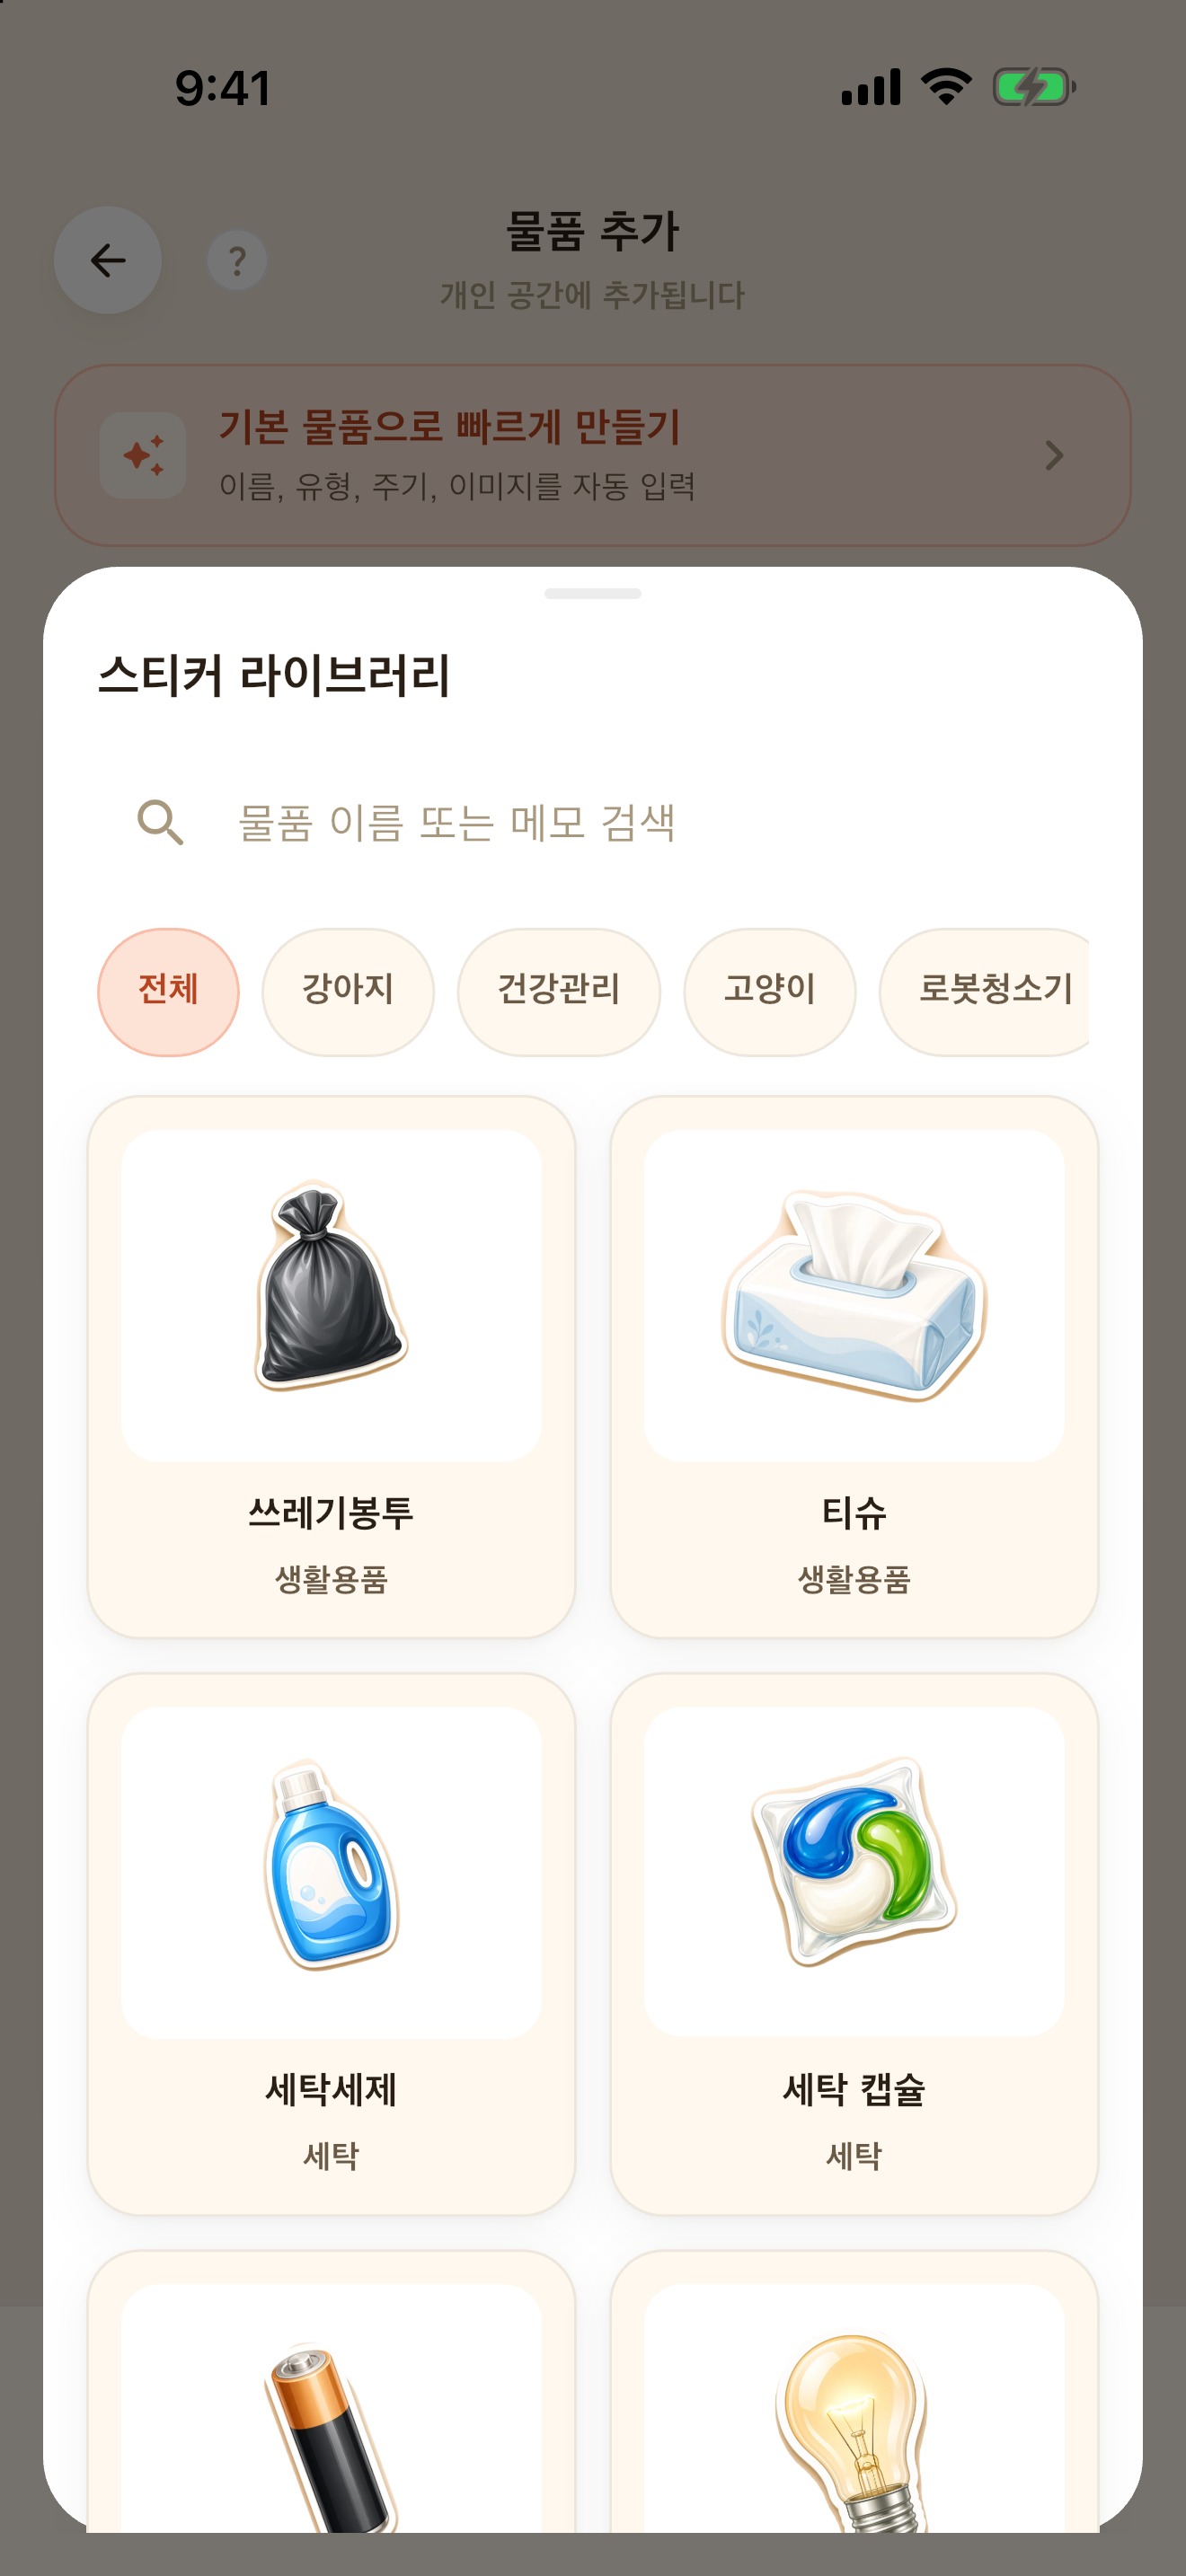 9:41
물품 추가
?
개인 공간에 추가됩니다
기본 물품으로 빠르게 만들기
이름, 유형, 주기, 이미지를 자동 입력
스티커 라이브러리
물품 이름 또는 메모 검색
전체 강아지 건강관리 고양이 로봇청소기
쓰레기봉투 티슈
생활용품 생활용품
세탁세제 세탁 캡슐
세탁 세탁